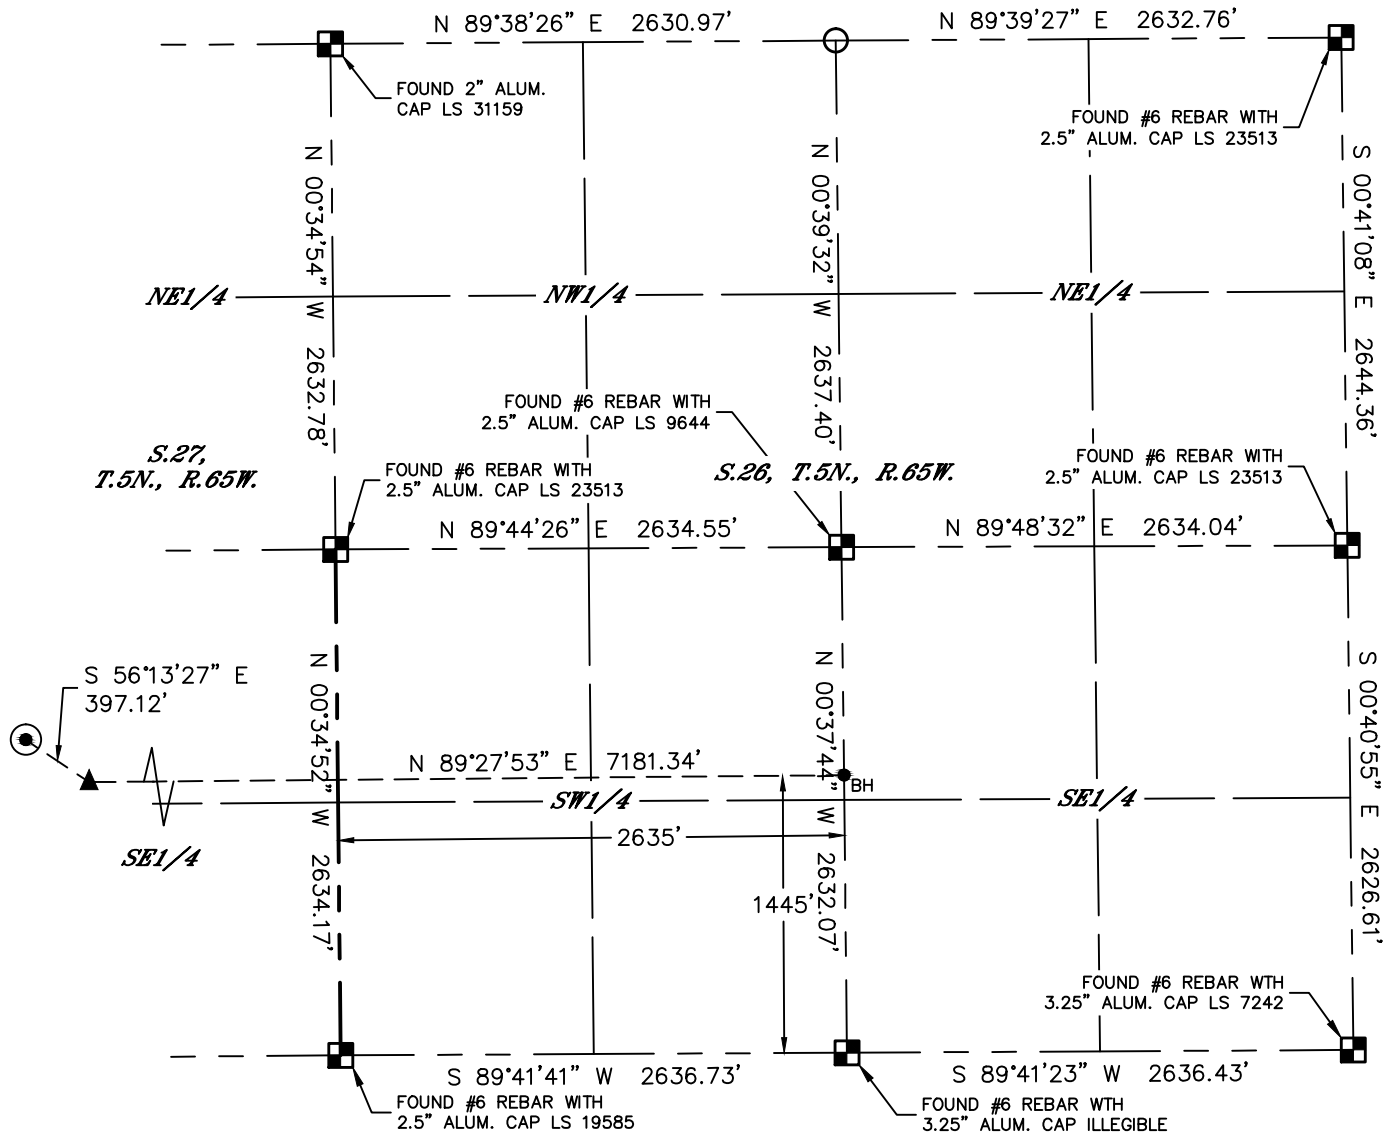 N 89°38'26" E 2630.97'
N 89°39'27" E 2632.76'
FOUND 2" ALUM.
CAP LS 31159
FOUND #6 REBAR WITH
2.5" ALUM. CAP LS 23513
N 00°34'54" W 2632.78'
N 00°39'32" W 2637.40'
S 00°41'08" E 2644.36'
NE1/4
NW1/4
NE1/4
FOUND #6 REBAR WITH
2.5" ALUM. CAP LS 9644
S.27,
T.5N., R.65W.
FOUND #6 REBAR WITH
2.5" ALUM. CAP LS 23513
S.26, T.5N., R.65W.
FOUND #6 REBAR WITH
2.5" ALUM. CAP LS 23513
N 89°44'26" E 2634.55'
N 89°48'32" E 2634.04'
S 56°13'27" E
397.12'
N 00°34'52" W 2634.17'
N 00°37'44" W 2632.07'
S 00°40'55" E 2626.61'
N 89°27'53" E 7181.34'
BH
SW1/4
SE1/4
2635'
SE1/4
1445'
FOUND #6 REBAR WTH
3.25" ALUM. CAP LS 7242
S 89°41'41" W 2636.73'
S 89°41'23" W 2636.43'
FOUND #6 REBAR WITH
2.5" ALUM. CAP LS 19585
FOUND #6 REBAR WTH
3.25" ALUM. CAP ILLEGIBLE